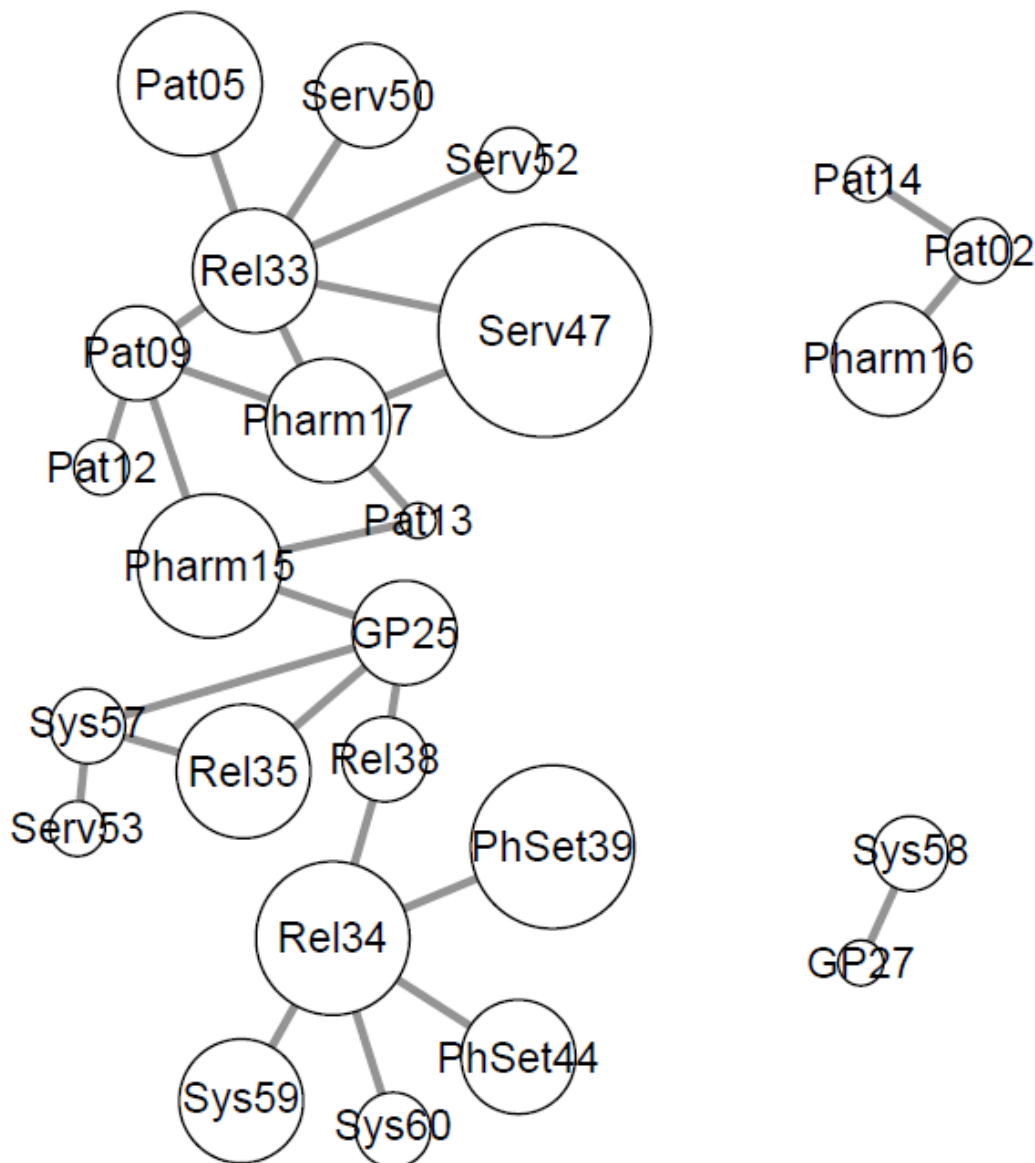 Pat05
Serv50
Serv52
Pat14
Pat02
Rel33
Serv47
Pat09
Pharm16
Pharm17
Pat12
Pat13
Pharm15
GP25
Sys57
Rel38
Rel35
Serv53
PhSet39
Sys58
Rel34
GP27
PhSet44
Sys59
Sys60